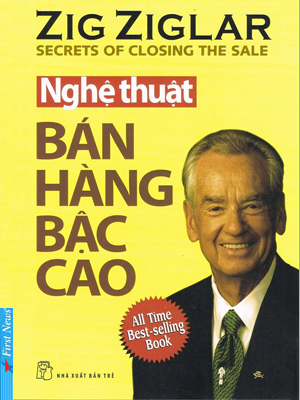 ZIG ZIGLAR
SECRETS OF CLOSING THE SALE
Nghệ thuật
BÁN
HÀNG
BẬC
CAO
All Time
Best-selling
Book
First News
NHÀ XUẤT BẢN TRẺ